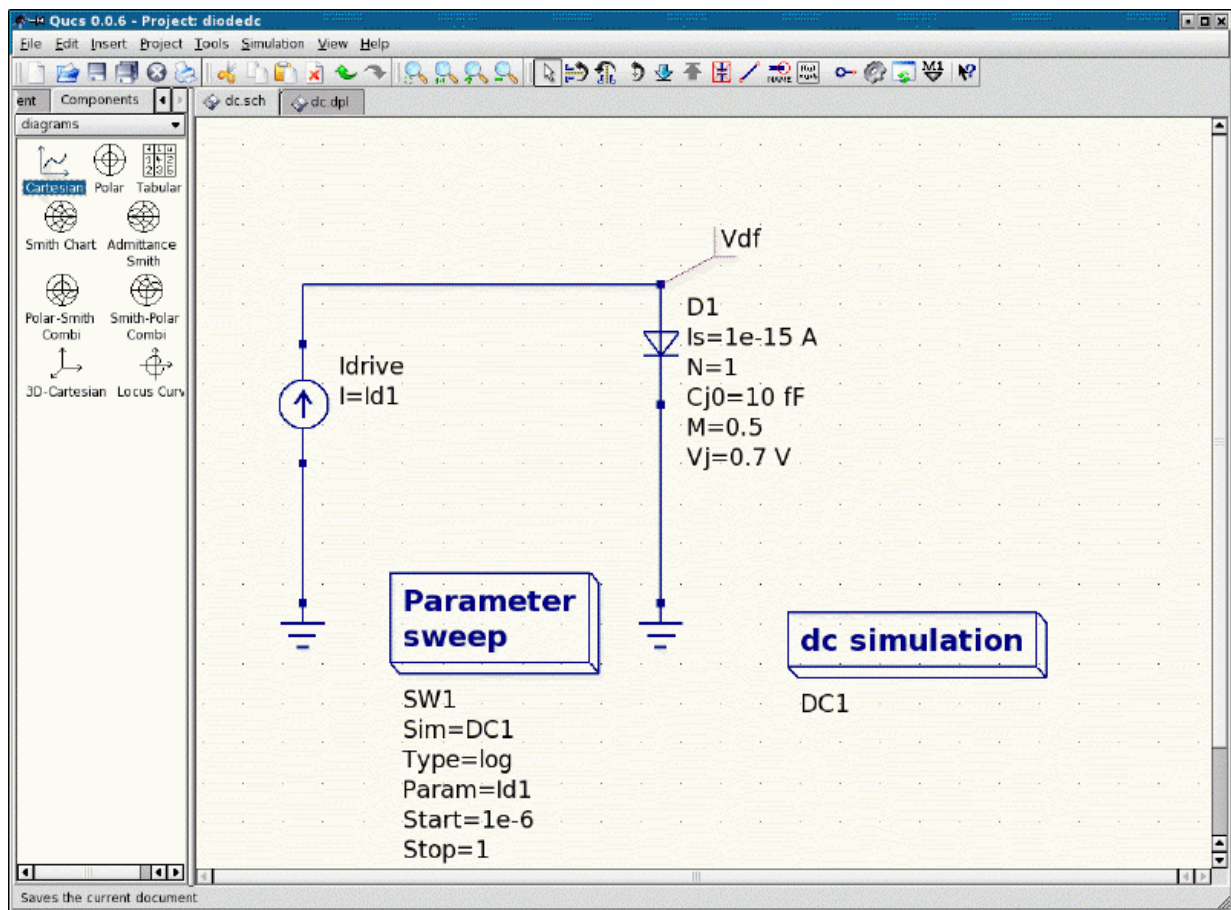 Qucs 0.0.6 - Project: diodedc
File Edit Insert Project Tools Simulation View Help
NAME
M1
ent Components
dc.sch
dc.dpl
diagrams
Cartesian Polar Tabular
Smith Chart Admittance
Smith
Polar-Smith Smith-Polar
Combi Combi
3D-Cartesian Locus Curv
Vdf
D1
Is=1e-15 A
N=1
Cj0=10 fF
M=0.5
Vj=0.7 V
Idrive
I=Id1
Parameter
sweep
SW1
Sim=DC1
Type=log
Param=Id1
Start=1e-6
Stop=1
dc simulation
DC1
Saves the current document